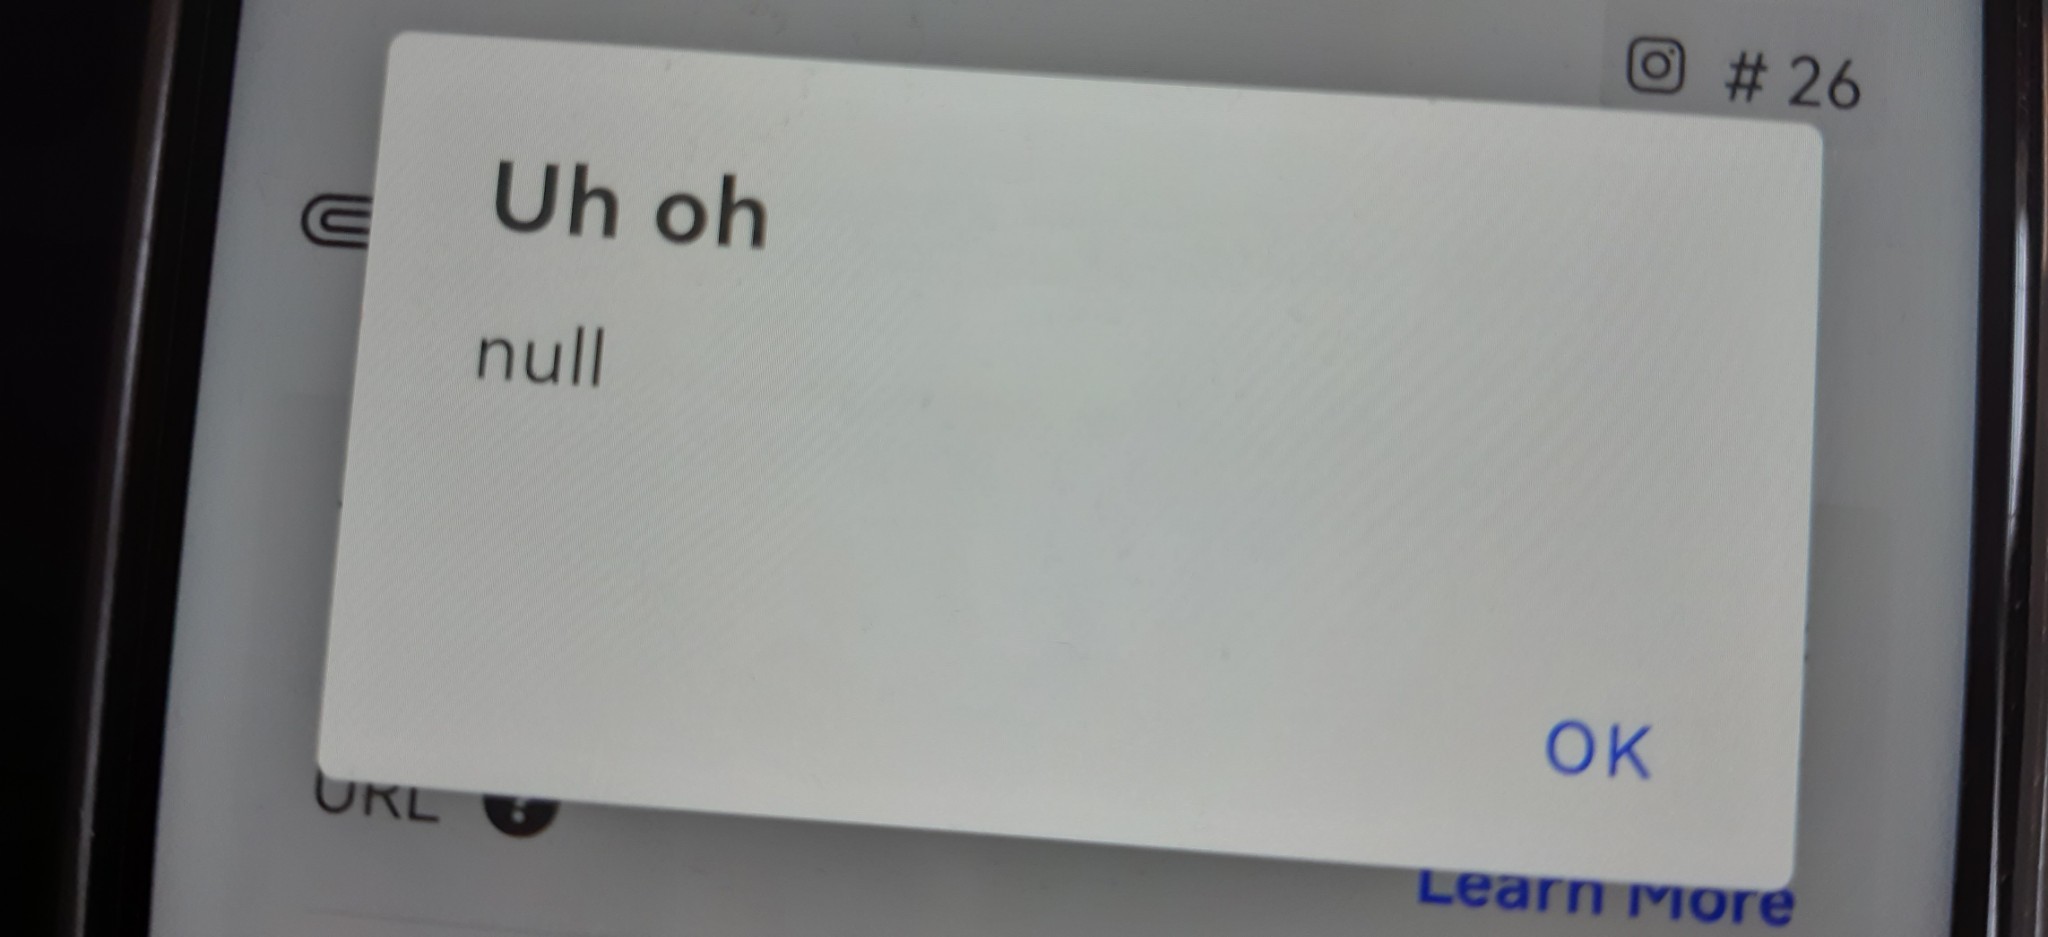 # 26
Uh oh
null
OK
URL ?
Learn More